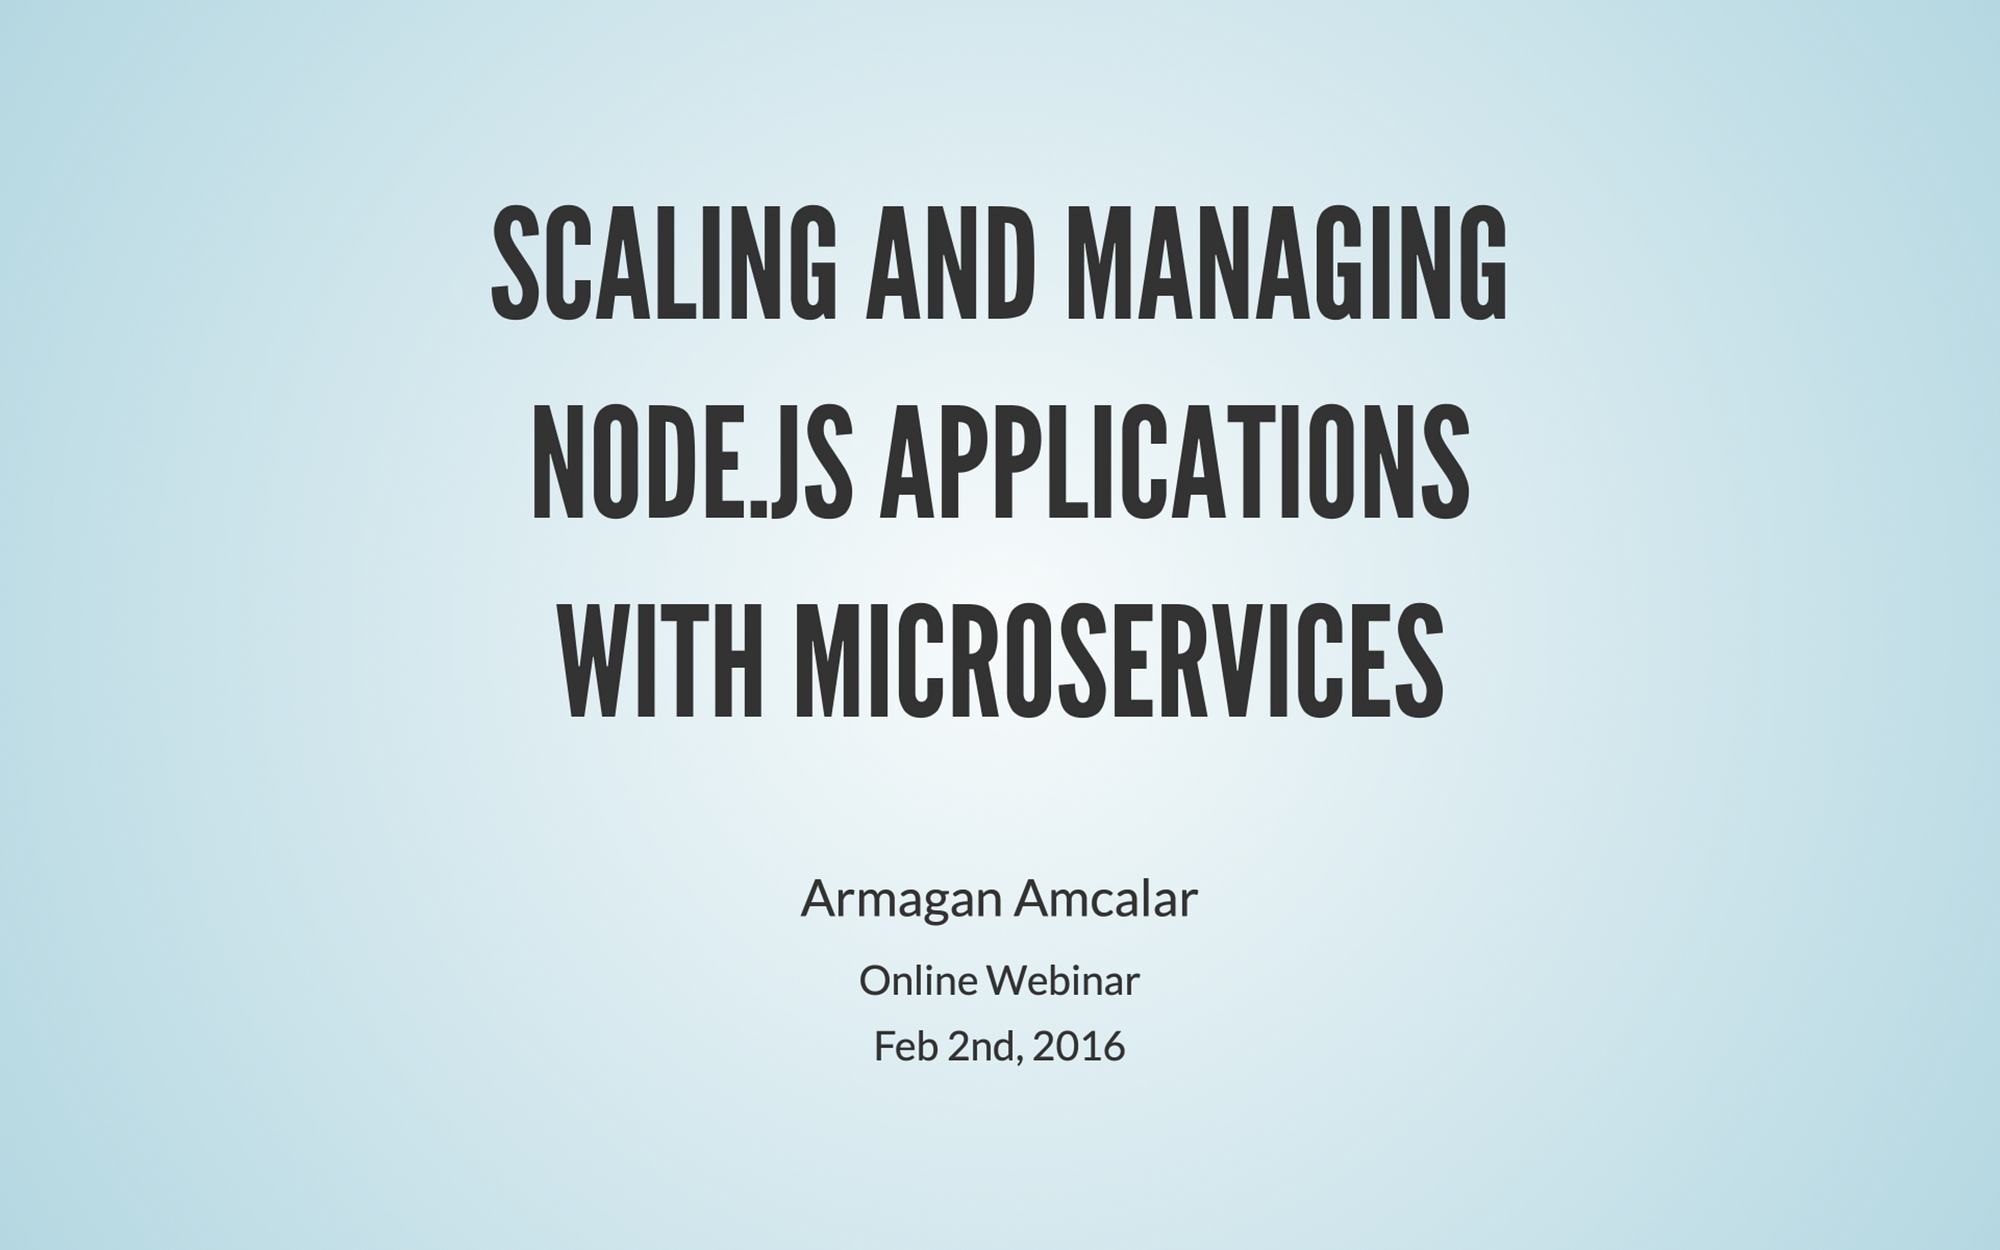 SCALING AND MANAGING
NODE.JS APPLICATIONS
WITH MICROSERVICES
Armagan Amcalar
Online Webinar
Feb 2nd, 2016